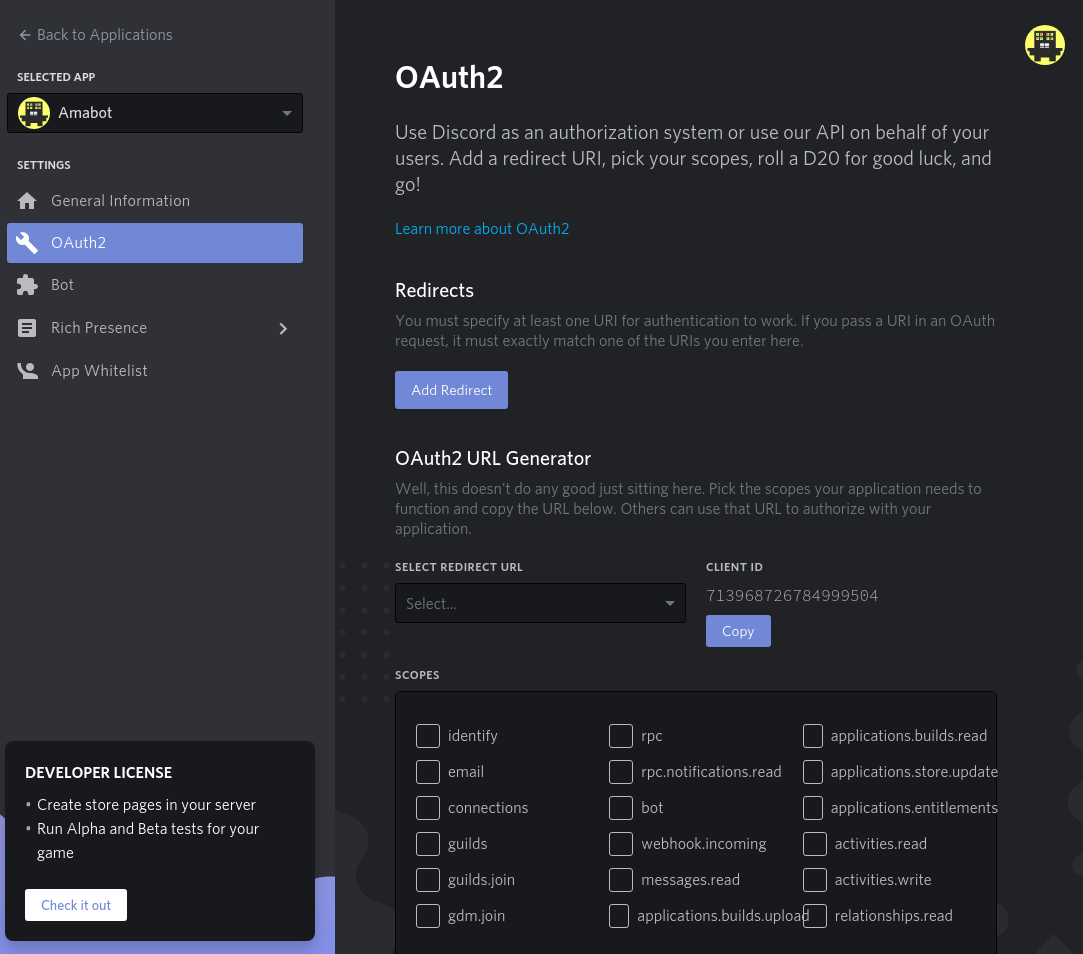 Back to Applications
SELECTED APP
Amabot
SETTINGS
General Information
OAuth2
Bot
Rich Presence
App Whitelist
DEVELOPER LICENSE
• Create store pages in your server
• Run Alpha and Beta tests for your
game
Check it out
OAuth2
Use Discord as an authorization system or use our API on behalf of your
users. Add a redirect URI, pick your scopes, roll a D20 for good luck, and
go!
Learn more about OAuth2
Redirects
You must specify at least one URI for authentication to work. If you pass a URI in an OAuth
request, it must exactly match one of the URIs you enter here.
Add Redirect
OAuth2 URL Generator
Well, this doesn't do any good just sitting here. Pick the scopes your application needs to
function and copy the URL below. Others can use that URL to authorize with your
application.
SELECT REDIRECT URL
Select...
CLIENT ID
713968726784999504
Copy
SCOPES
identify
email
connections
guilds
guilds.join
gdm.join
rpc
rpc.notifications.read
bot
webhook.incoming
messages.read
applications.builds.upload
applications.builds.read
applications.store.update
applications.entitlements
activities.read
activities.write
relationships.read